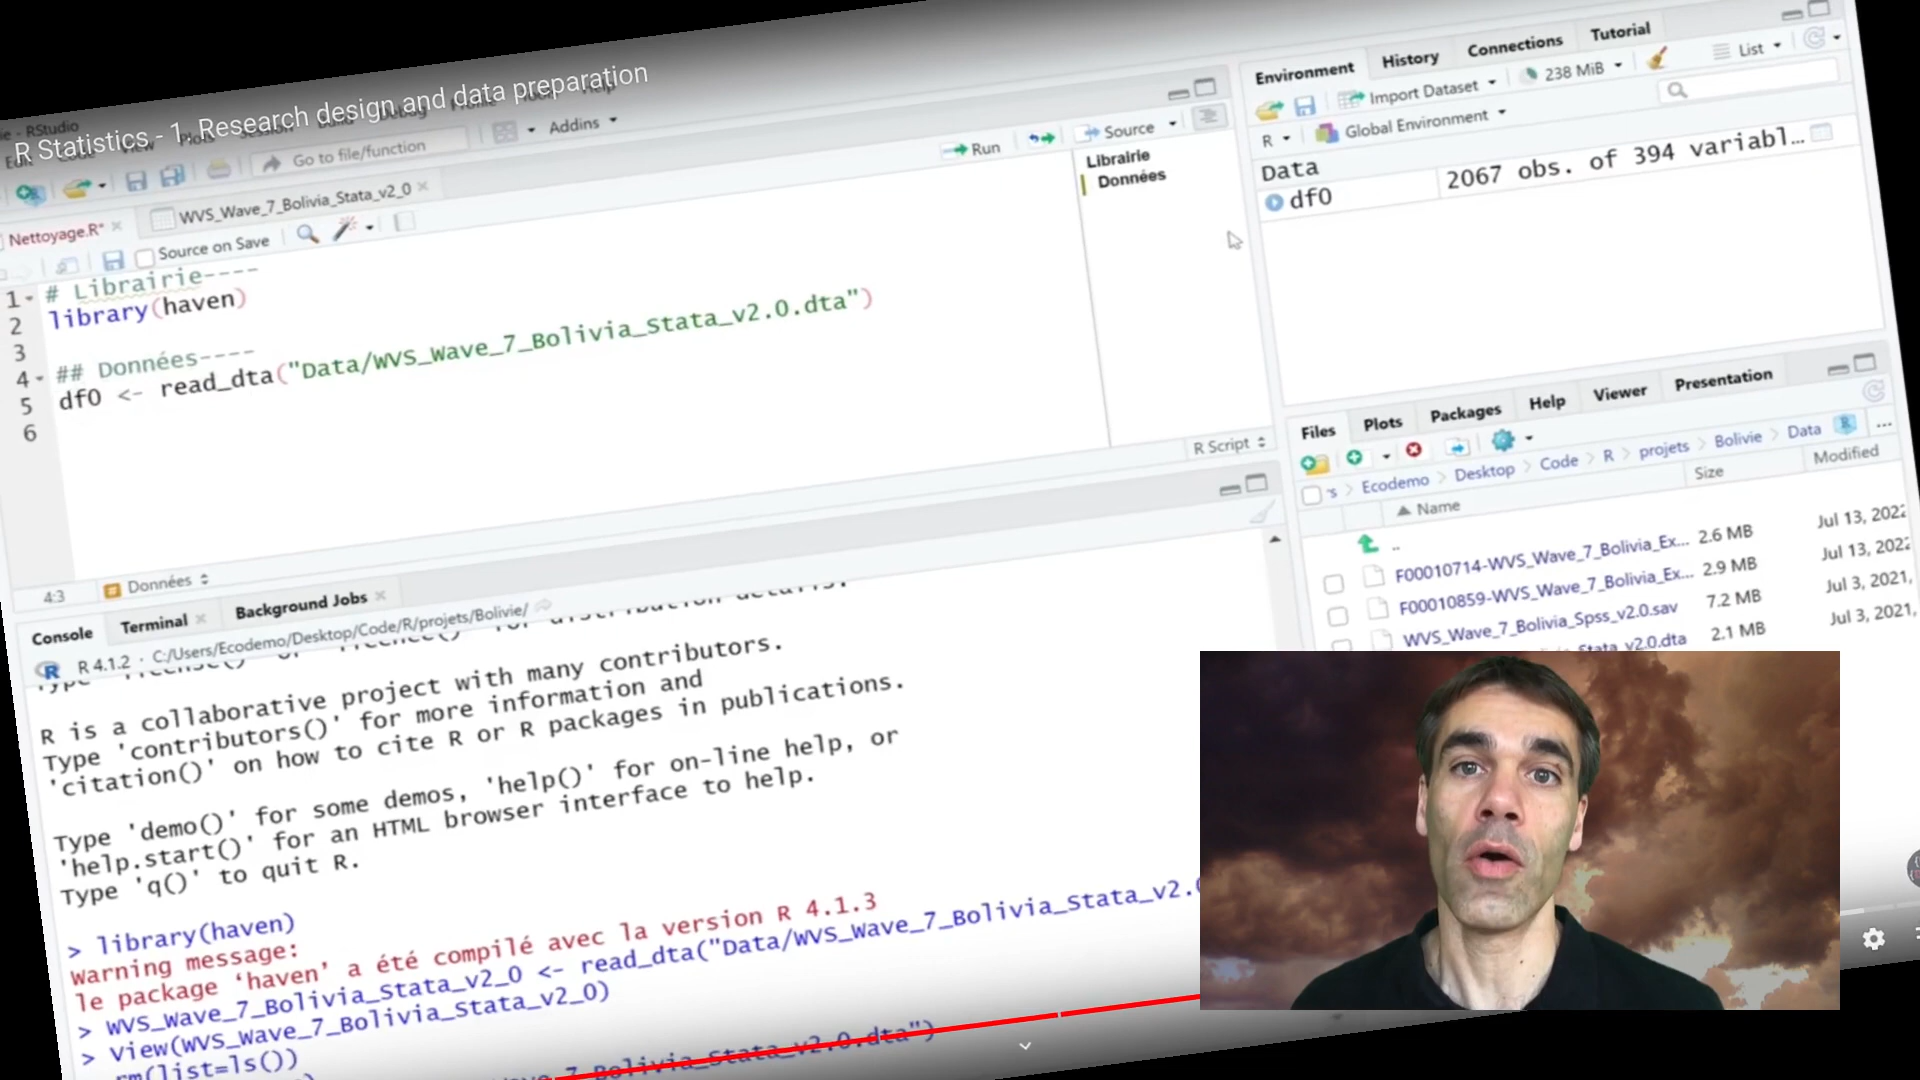 R Statistics - 1. Research design and data preparation
- RStudio
Addins
Go to file/function
Nettoyage.R*
WVS_Wave_7_Bolivia_Stata_v2_0
Source on Save
Run
Source
1 # Librairie----
2 library(haven)
3
4 ## Données----
5 df0 <- read_dta("Data/WVS_Wave_7_Bolivia_Stata_v2.0.dta")
6
Librairie
Données
4:3
Données
R Script
Console
Terminal
Background Jobs
R 4.1.2 · C:/Users/Ecodemo/Desktop/Code/R/projets/Bolivie/
R is a collaborative project with many contributors.
Type 'contributors()' for more information and
'citation()' on how to cite R or R packages in publications.
Type 'demo()' for some demos, 'help()' for on-line help, or
'help.start()' for an HTML browser interface to help.
Type 'q()' to quit R.
> library(haven)
Warning message:
le package ‘haven’ a été compilé avec la version R 4.1.3
> WVS_Wave_7_Bolivia_Stata_v2_0 <- read_dta("Data/WVS_Wave_7_Bolivia_Stata_v2.0
> View(WVS_Wave_7_Bolivia_Stata_v2_0)
rm(list=ls())
7_Bolivia_Stata_v2.0.dta")
Environment
History
Connections
Tutorial
Import Dataset
238 MiB
List
R
Global Environment
Data
df0
2067 obs. of 394 variabl...
Files
Plots
Packages
Help
Viewer
Presentation
's > Ecodemo > Desktop > Code > R > projets > Bolivie > Data
...
Name
Size
Modified
..
F00010714-WVS_Wave_7_Bolivia_Ex... 2.6 MB Jul 13, 2022
F00010859-WVS_Wave_7_Bolivia_Ex... 2.9 MB Jul 13, 2022
WVS_Wave_7_Bolivia_Spss_v2.0.sav 7.2 MB Jul 3, 2021,
Stata_v2.0.dta 2.1 MB Jul 3, 2021,